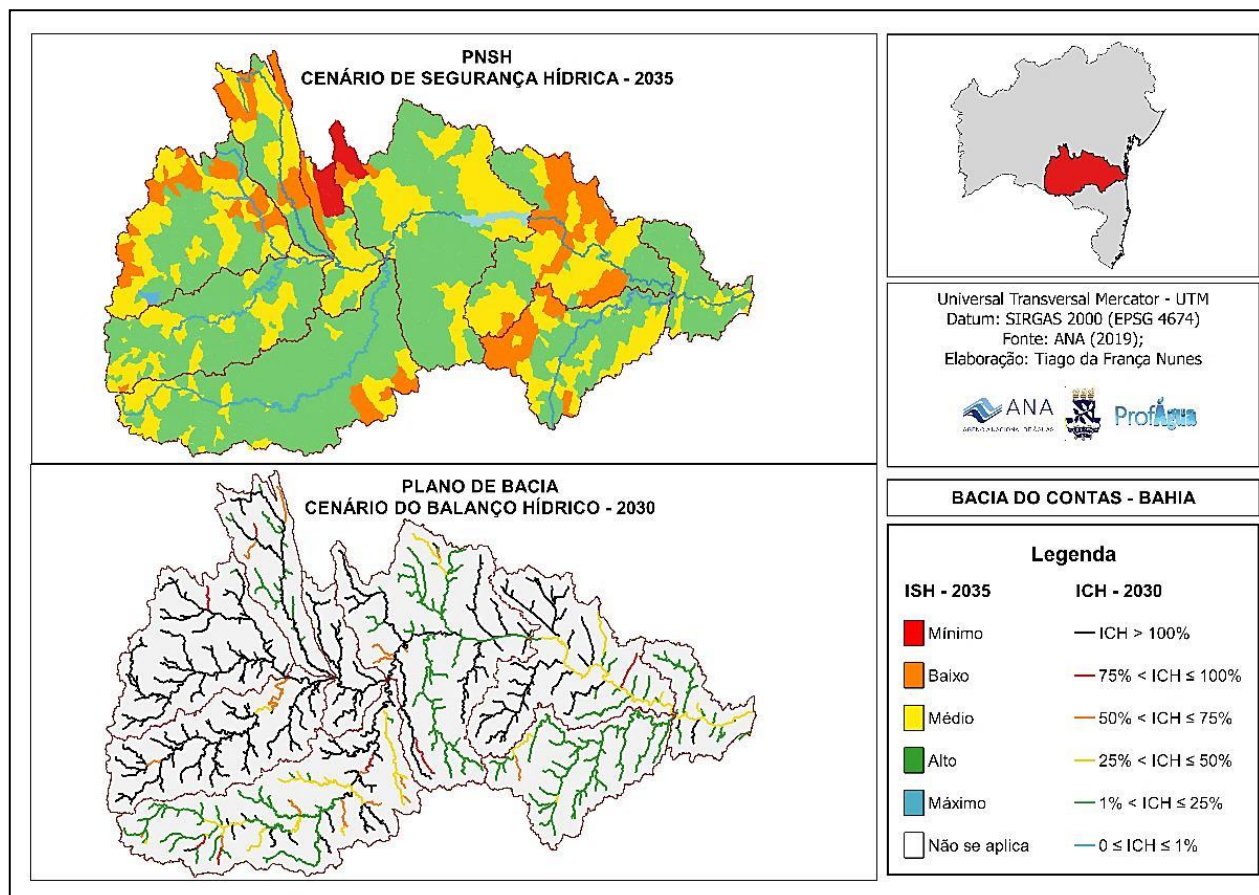 PNSH
CENÁRIO DE SEGURANÇA HÍDRICA - 2035
PLANO DE BACIA
CENÁRIO DO BALANÇO HÍDRICO - 2030
Universal Transversal Mercator - UTM
Datum: SIRGAS 2000 (EPSG 4674)
Fonte: ANA (2019);
Elaboração: Tiago da França Nunes
ANA
ProfÁgua
BACIA DO CONTAS - BAHIA
Legenda
ISH - 2035
ICH - 2030
Mínimo
ICH > 100%
Baixo
75% < ICH ≤ 100%
Médio
50% < ICH ≤ 75%
Alto
25% < ICH ≤ 50%
Máximo
1% < ICH ≤ 25%
Não se aplica
0 ≤ ICH ≤ 1%